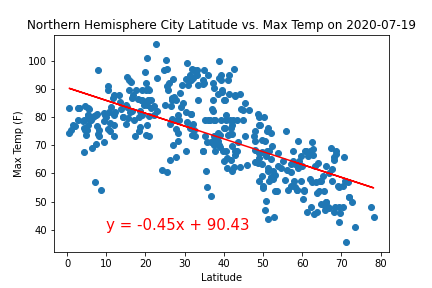 Northern Hemisphere City Latitude vs. Max Temp on 2020-07-19
100
90
80
70
60
50
40
Max Temp (F)
y = -0.45x + 90.43
0 10 20 30 40 50 60 70 80
Latitude